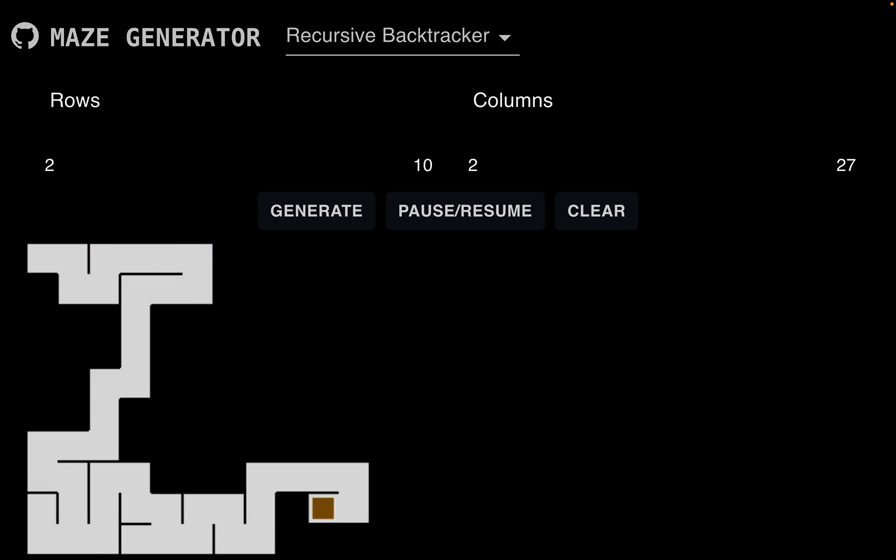 MAZE GENERATOR Recursive Backtracker
Rows Columns
2 10 2 27
GENERATE PAUSE/RESUME CLEAR